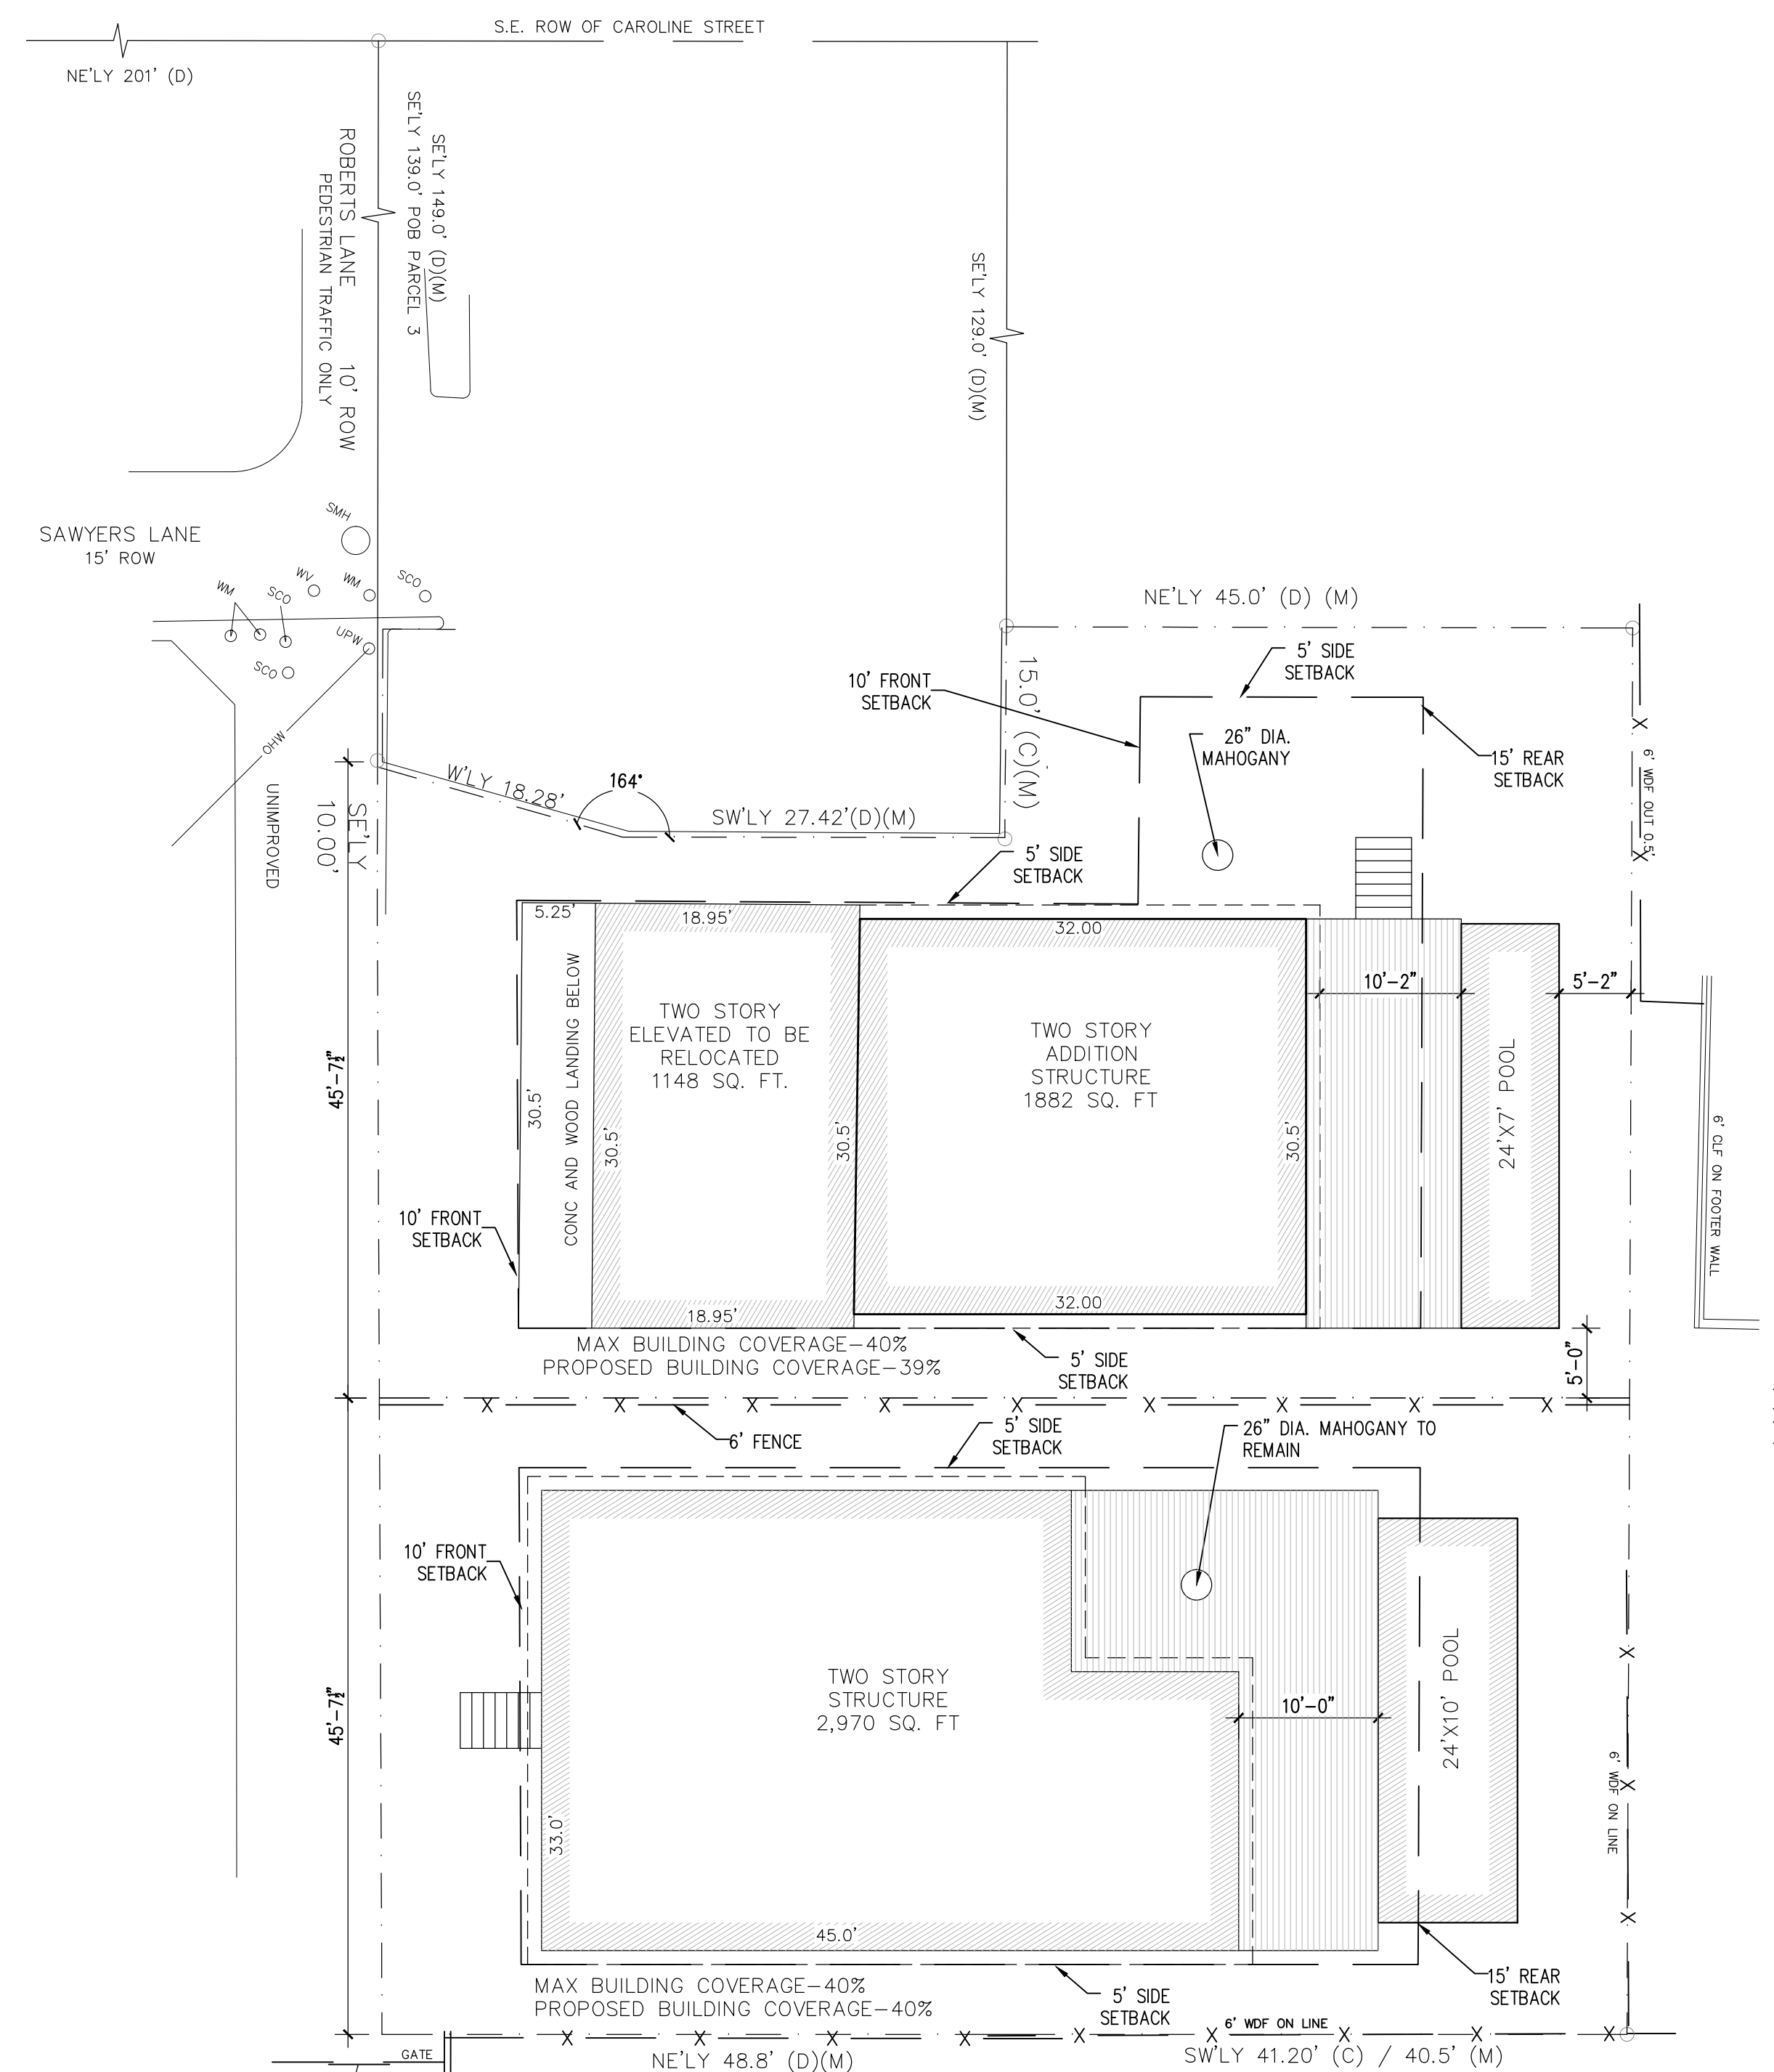 S.E. ROW OF CAROLINE STREET
NE'LY 201' (D)
ROBERTS LANE 10' ROW
PEDESTRIAN TRAFFIC ONLY
SE'LY 149.0' (D)(M)
SE'LY 139.0' POB PARCEL 3
SE'LY 129.0' (D)(M)
SAWYERS LANE
15' ROW
SMH
WV
WM
SCO
WM
SCO
UPW
SCO
OHW
UNIMPROVED
SE'LY
10.00'
W'LY 18.28'
164°
SW'LY 27.42'(D)(M)
15.0' (C)(M)
NE'LY 45.0' (D) (M)
10' FRONT
SETBACK
5' SIDE
SETBACK
26" DIA.
MAHOGANY
15' REAR
SETBACK
6' WDF OUT 0.5'
5' SIDE
SETBACK
5.25'
18.95'
32.00
10'-2"
5'-2"
TWO STORY
ELEVATED TO BE
RELOCATED
1148 SQ. FT.
TWO STORY
ADDITION
STRUCTURE
1882 SQ. FT
CONC AND WOOD LANDING BELOW
30.5'
30.5'
30.5'
30.5'
24'X7' POOL
6' CLF ON FOOTER WALL
45'-7½"
10' FRONT
SETBACK
18.95'
32.00
MAX BUILDING COVERAGE-40%
PROPOSED BUILDING COVERAGE-39%
5' SIDE
SETBACK
5'-0"
X X X X X X X X X
6' FENCE
5' SIDE
SETBACK
26" DIA. MAHOGANY TO
REMAIN
10' FRONT
SETBACK
TWO STORY
STRUCTURE
2,970 SQ. FT
10'-0"
24'X10' POOL
45'-7½"
33.0'
45.0'
6' WDF ON LINE
MAX BUILDING COVERAGE-40%
PROPOSED BUILDING COVERAGE-40%
5' SIDE
SETBACK
15' REAR
SETBACK
6' WDF ON LINE
GATE
NE'LY 48.8' (D)(M)
SW'LY 41.20' (C) / 40.5' (M)